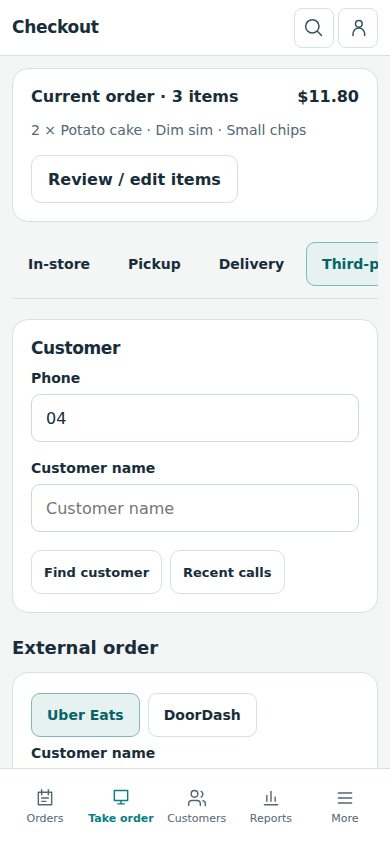 Checkout
Current order · 3 items $11.80
2 × Potato cake · Dim sim · Small chips
Review / edit items
In-store Pickup Delivery Third-p
Customer
Phone
04
Customer name
Customer name
Find customer Recent calls
External order
Uber Eats DoorDash
Customer name
Orders Take order Customers Reports More